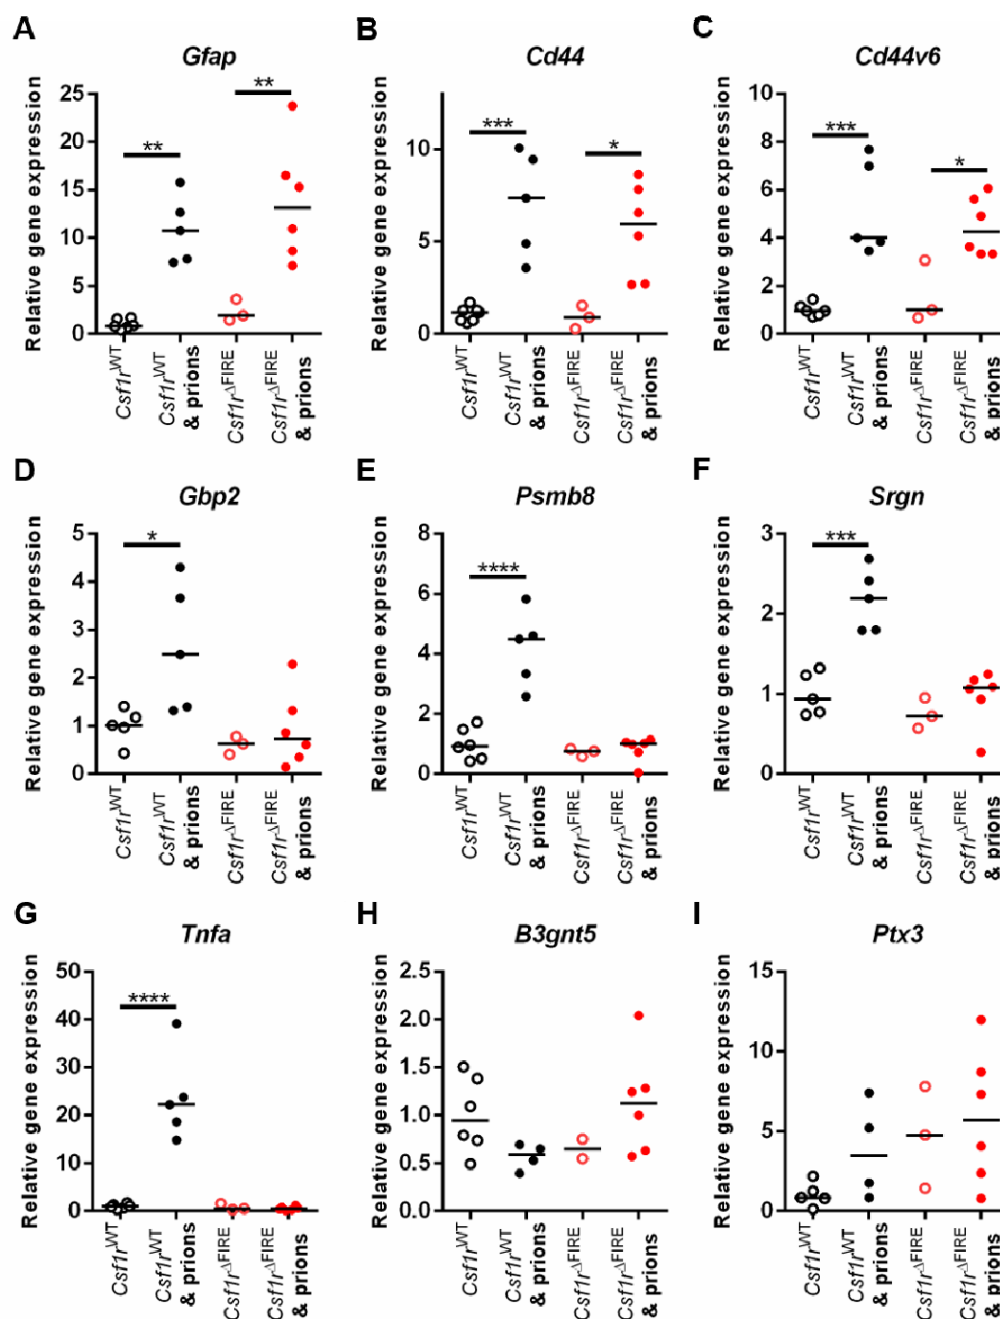 A
Gfap
Relative gene expression
25
20
15
10
5
0
**
**
Csf1r^WT
Csf1r^WT & prions
Csf1r^ΔFIRE
Csf1r^ΔFIRE & prions
B
Cd44
Relative gene expression
10
5
0
***
*
Csf1r^WT
Csf1r^WT & prions
Csf1r^ΔFIRE
Csf1r^ΔFIRE & prions
C
Cd44v6
Relative gene expression
10
8
6
4
2
0
***
*
Csf1r^WT
Csf1r^WT & prions
Csf1r^ΔFIRE
Csf1r^ΔFIRE & prions
D
Gbp2
Relative gene expression
5
4
3
2
1
0
*
Csf1r^WT
Csf1r^WT & prions
Csf1r^ΔFIRE
Csf1r^ΔFIRE & prions
E
Psmb8
Relative gene expression
8
6
4
2
0
****
Csf1r^WT
Csf1r^WT & prions
Csf1r^ΔFIRE
Csf1r^ΔFIRE & prions
F
Srgn
Relative gene expression
3
2
1
0
***
Csf1r^WT
Csf1r^WT & prions
Csf1r^ΔFIRE
Csf1r^ΔFIRE & prions
G
Tnfa
Relative gene expression
50
40
30
20
10
0
****
Csf1r^WT
Csf1r^WT & prions
Csf1r^ΔFIRE
Csf1r^ΔFIRE & prions
H
B3gnt5
Relative gene expression
2.5
2.0
1.5
1.0
0.5
0.0
Csf1r^WT
Csf1r^WT & prions
Csf1r^ΔFIRE
Csf1r^ΔFIRE & prions
I
Ptx3
Relative gene expression
15
10
5
0
Csf1r^WT
Csf1r^WT & prions
Csf1r^ΔFIRE
Csf1r^ΔFIRE & prions